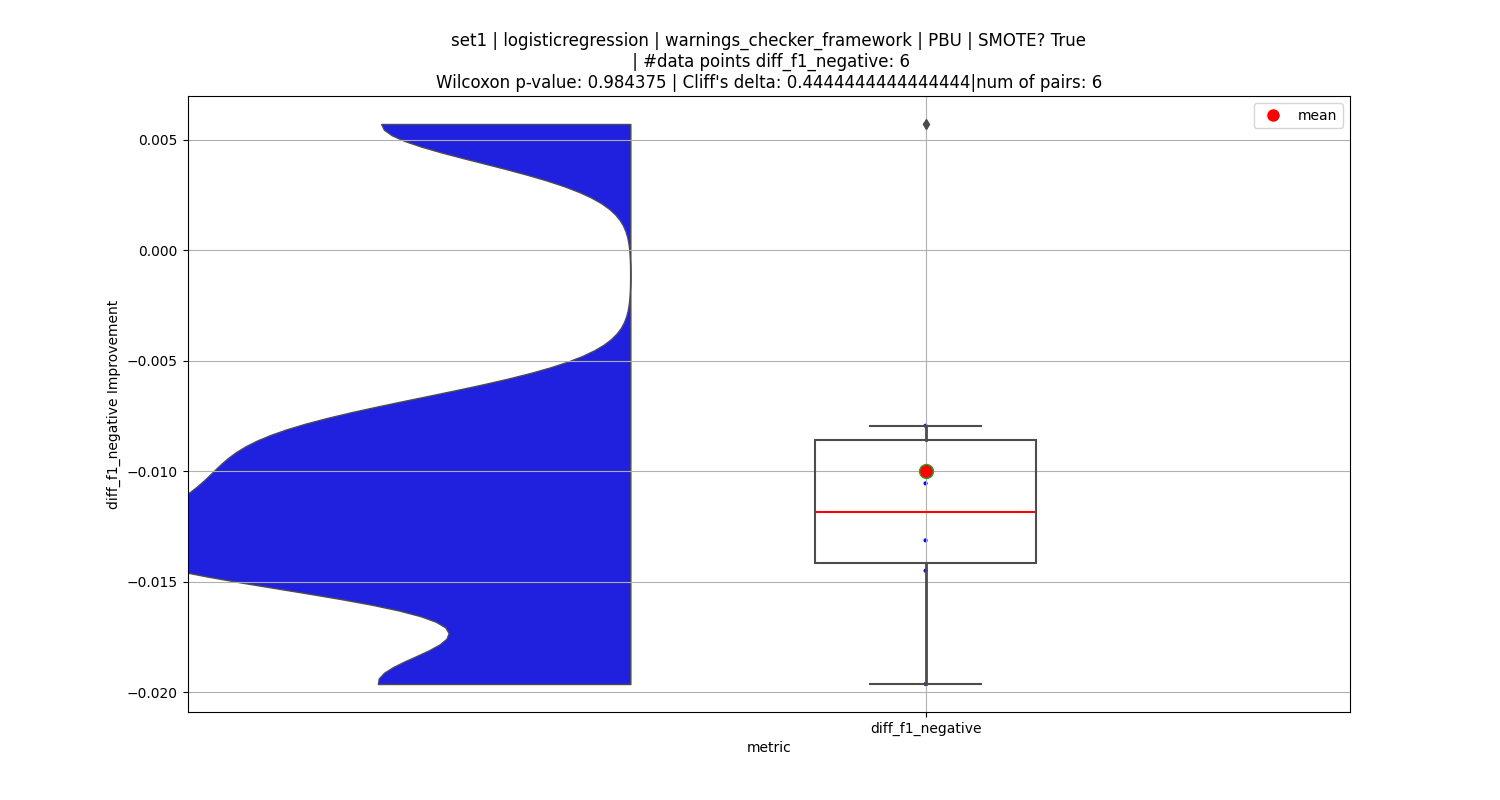 set1 | logisticregression | warnings_checker_framework | PBU | SMOTE? True
| #data points diff_f1_negative: 6
Wilcoxon p-value: 0.984375 | Cliff's delta: 0.4444444444444444|num of pairs: 6
mean
0.005
0.000
−0.005
−0.010
−0.015
−0.020
diff_f1_negative Improvement
diff_f1_negative
metric